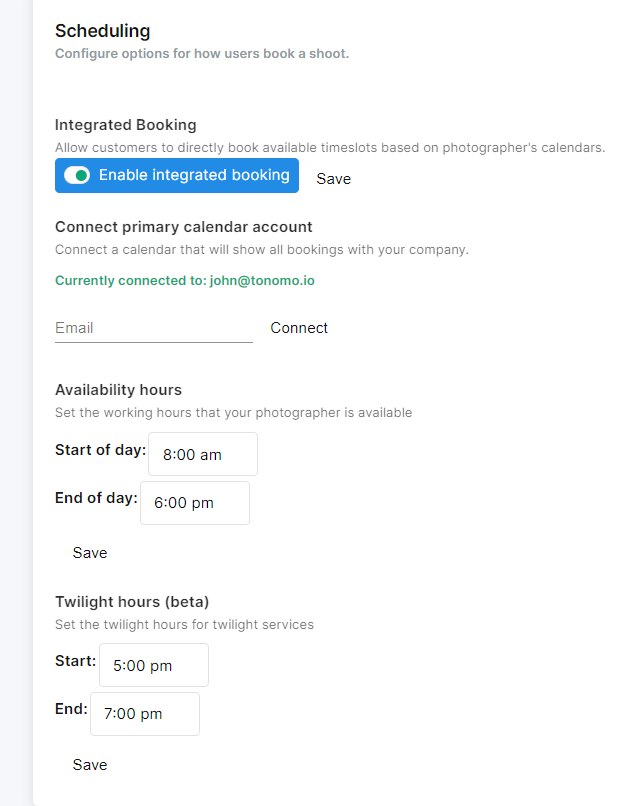 Scheduling
Configure options for how users book a shoot.
Integrated Booking
Allow customers to directly book available timeslots based on photographer's calendars.
Enable integrated booking Save
Connect primary calendar account
Connect a calendar that will show all bookings with your company.
Currently connected to: john@tonomo.io
Email Connect
Availability hours
Set the working hours that your photographer is available
Start of day: 8:00 am
End of day: 6:00 pm
Save
Twilight hours (beta)
Set the twilight hours for twilight services
Start: 5:00 pm
End: 7:00 pm
Save